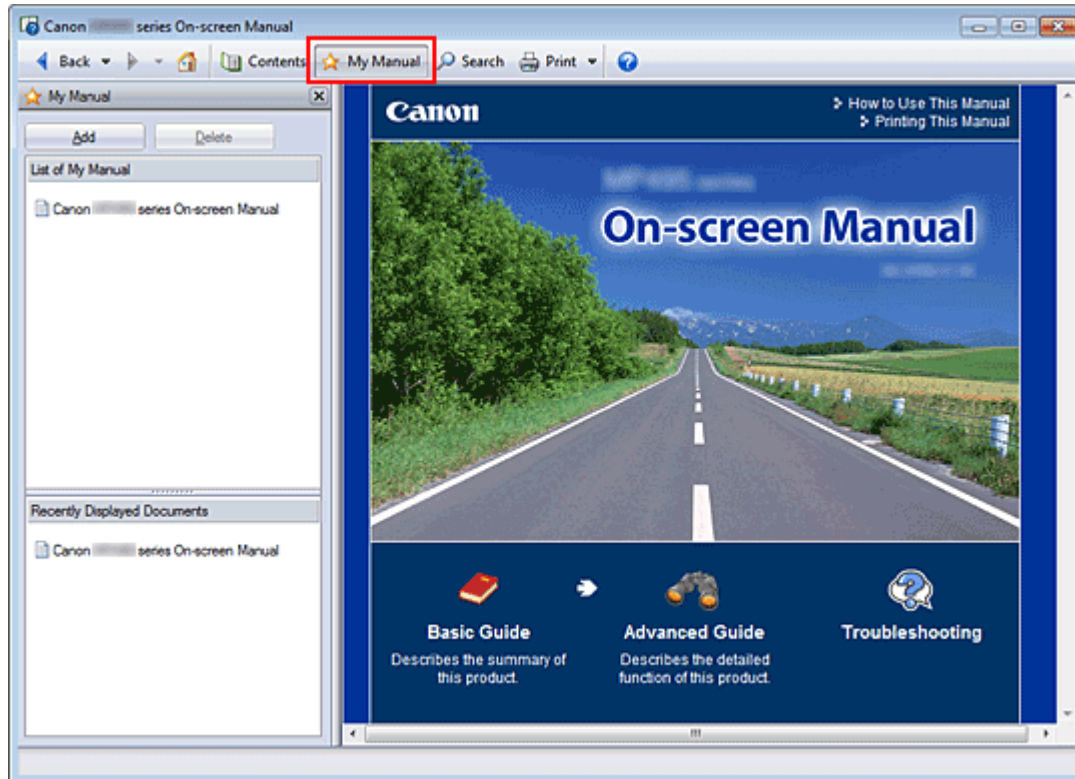 Canon series On-screen Manual
Back Contents My Manual Search Print
My Manual
Add Delete
List of My Manual
Canon series On-screen Manual
Recently Displayed Documents
Canon series On-screen Manual
Canon
How to Use This Manual
Printing This Manual
series
On-screen Manual
Basic Guide
Describes the summary of
this product.
Advanced Guide
Describes the detailed
function of this product.
Troubleshooting